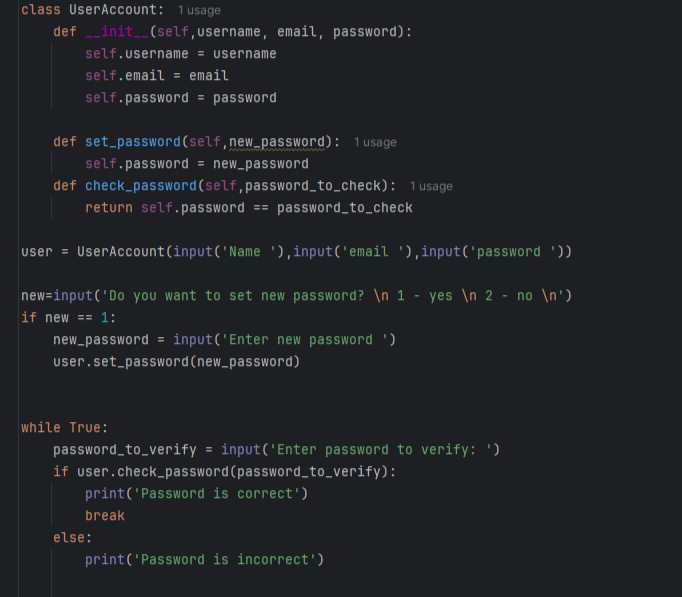 class UserAccount: 1 usage
    def __init__(self,username, email, password):
        self.username = username
        self.email = email
        self.password = password

    def set_password(self,new_password): 1 usage
        self.password = new_password
    def check_password(self,password_to_check): 1 usage
        return self.password == password_to_check

user = UserAccount(input('Name '),input('email '),input('password '))

new=input('Do you want to set new password? \n 1 - yes \n 2 - no \n')
if new == 1:
    new_password = input('Enter new password ')
    user.set_password(new_password)


while True:
    password_to_verify = input('Enter password to verify: ')
    if user.check_password(password_to_verify):
        print('Password is correct')
        break
    else:
        print('Password is incorrect')